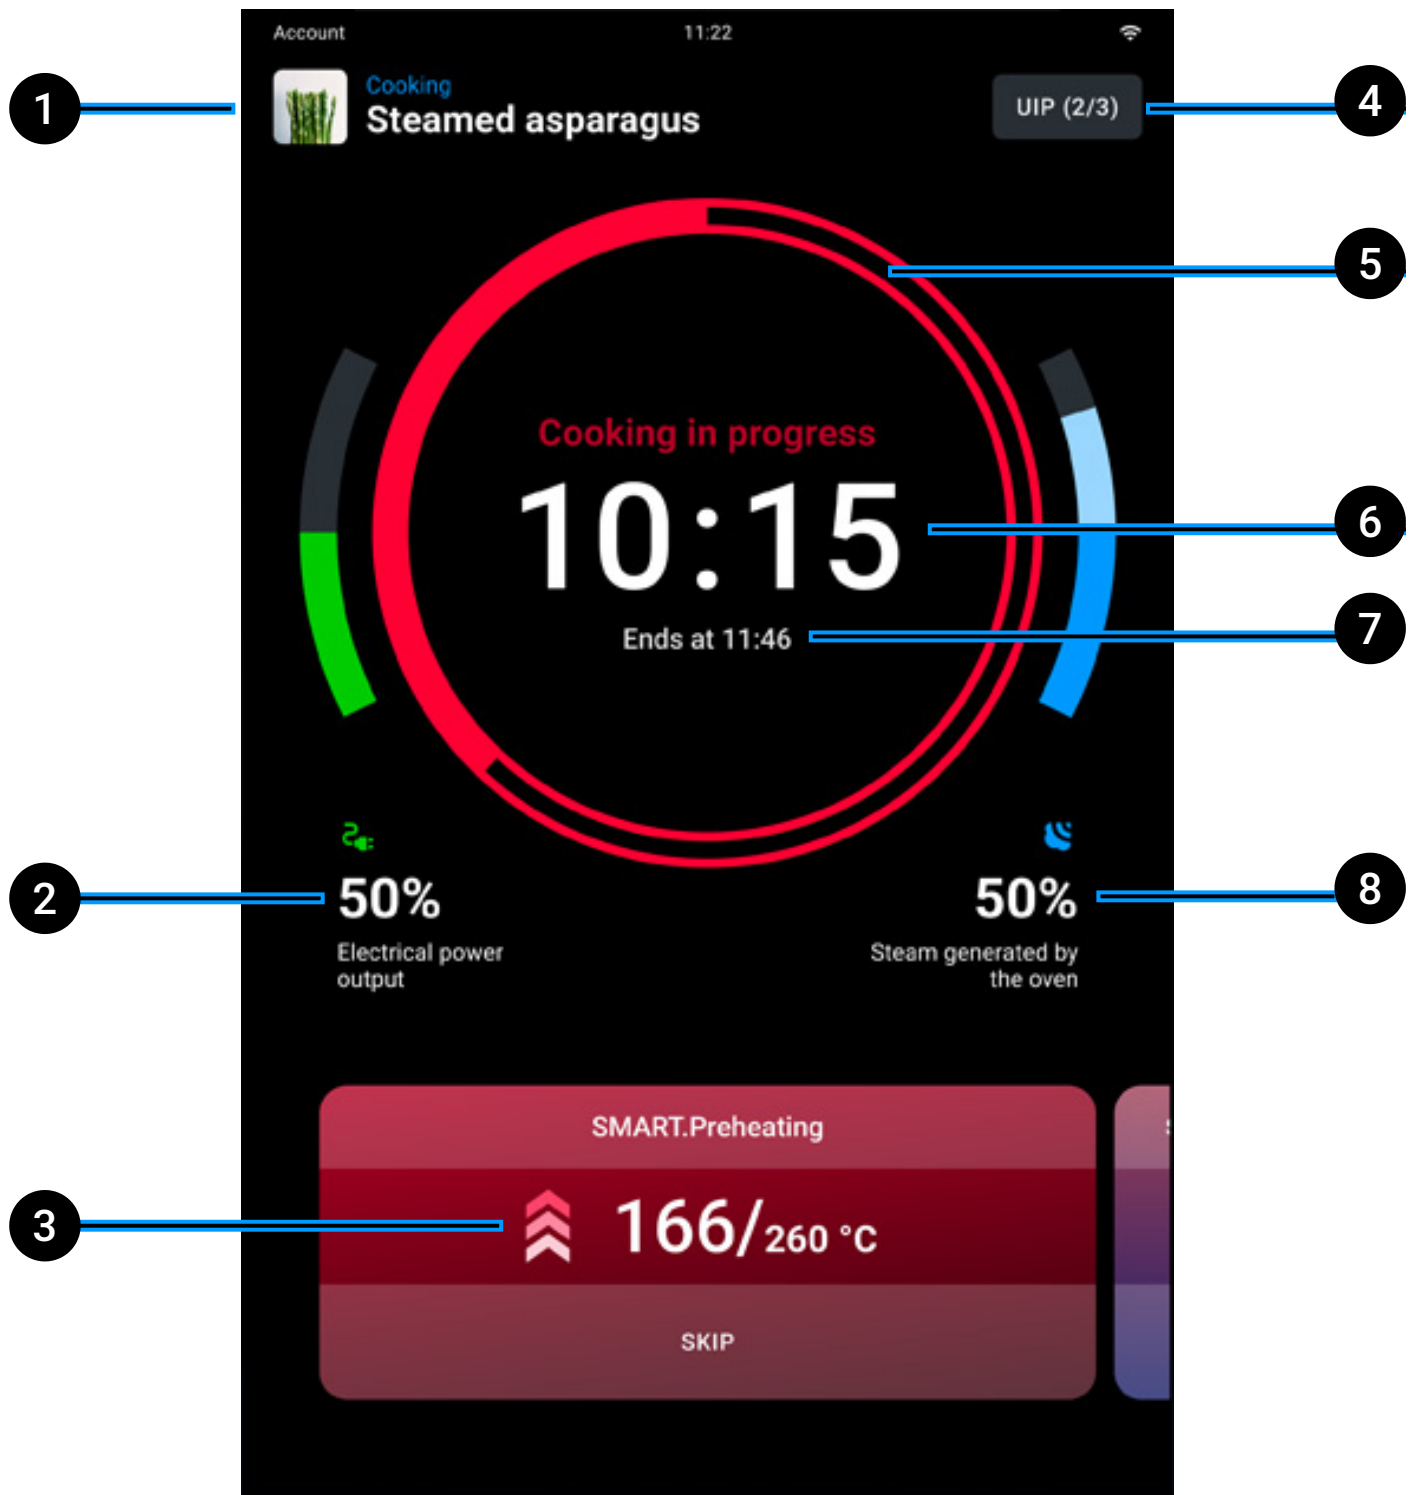 Account
11:22
1
Cooking
Steamed asparagus
UIP (2/3)
4
5
Cooking in progress
10:15
6
Ends at 11:46
7
2
50%
Electrical power
output
50%
8
Steam generated by
the oven
SMART.Preheating
3
166/260 °C
SKIP